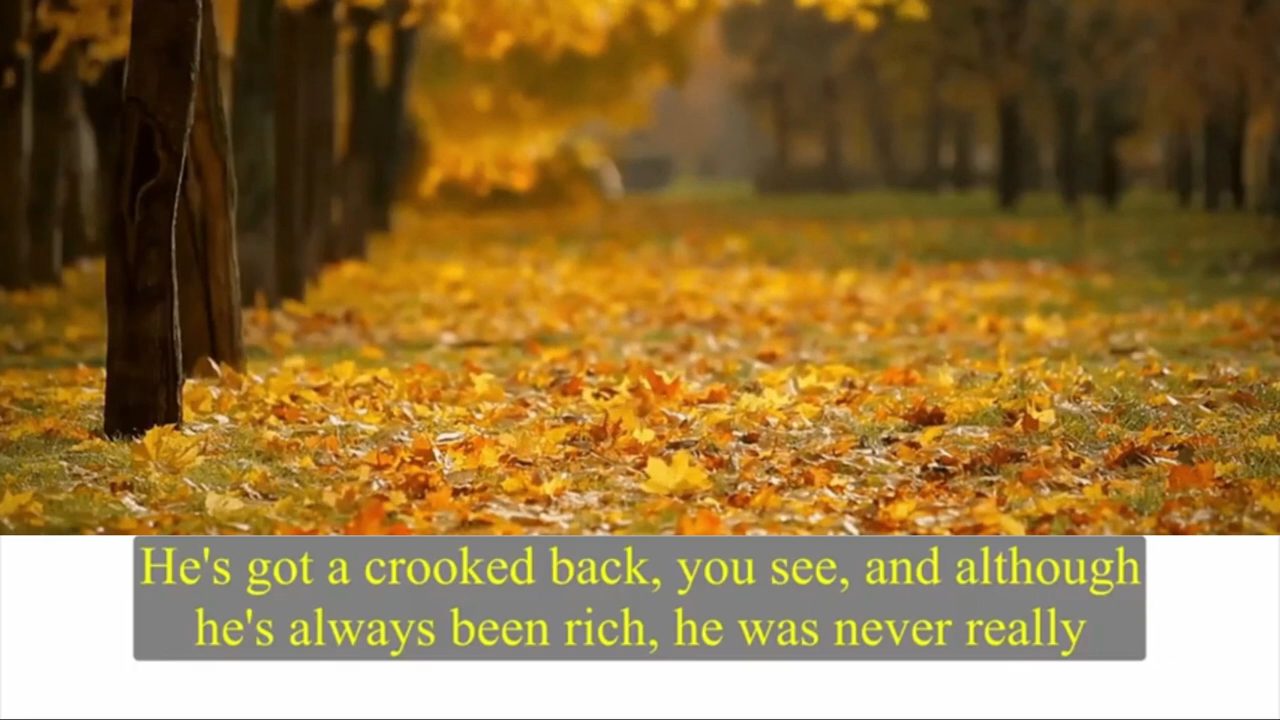 He's got a crooked back, you see, and although
he's always been rich, he was never really